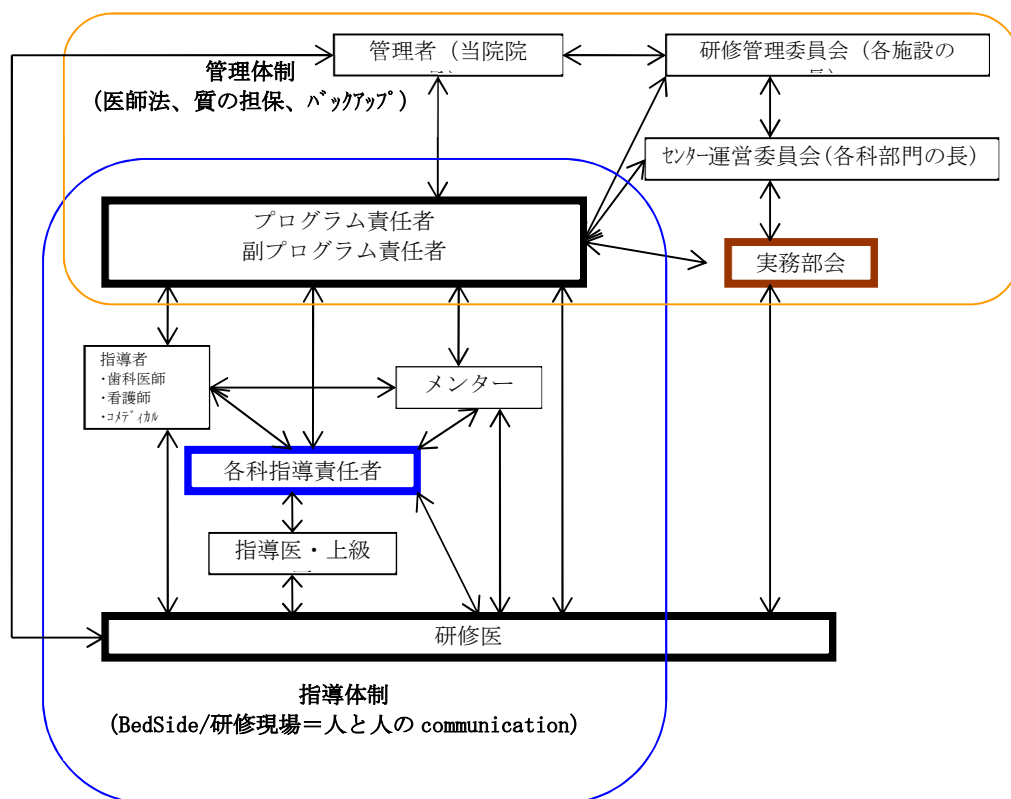 管理者（当院院
研修管理委員会（各施設の
管理体制
(医師法、質の担保、ﾊﾞｯｸｱｯﾌﾟ)
ｾﾝﾀｰ運営委員会(各科部門の長)
プログラム責任者
副プログラム責任者
実務部会
指導者
・歯科医師
・看護師
・ｺﾒﾃﾞｨｶﾙ
メンター
各科指導責任者
指導医・上級
研修医
指導体制
(BedSide/研修現場＝人と人の communication)